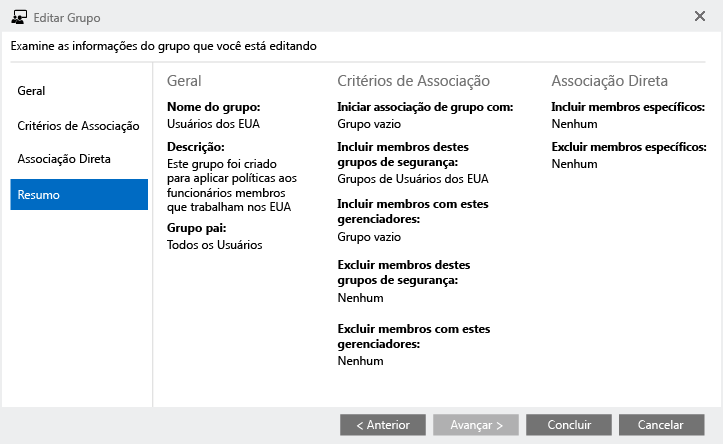 Editar Grupo
Examine as informações do grupo que você está editando
Geral
Critérios de Associação
Associação Direta
Resumo
Geral
Nome do grupo:
Usuários dos EUA
Descrição:
Este grupo foi criado
para aplicar políticas aos
funcionários membros
que trabalham nos EUA
Grupo pai:
Todos os Usuários
Critérios de Associação
Iniciar associação de grupo com:
Grupo vazio
Incluir membros destes
grupos de segurança:
Grupos de Usuários dos EUA
Incluir membros com estes
gerenciadores:
Grupo vazio
Excluir membros destes
grupos de segurança:
Nenhum
Excluir membros com estes
gerenciadores:
Nenhum
Associação Direta
Incluir membros específicos:
Nenhum
Excluir membros específicos:
Nenhum
< Anterior
Avançar >
Concluir
Cancelar